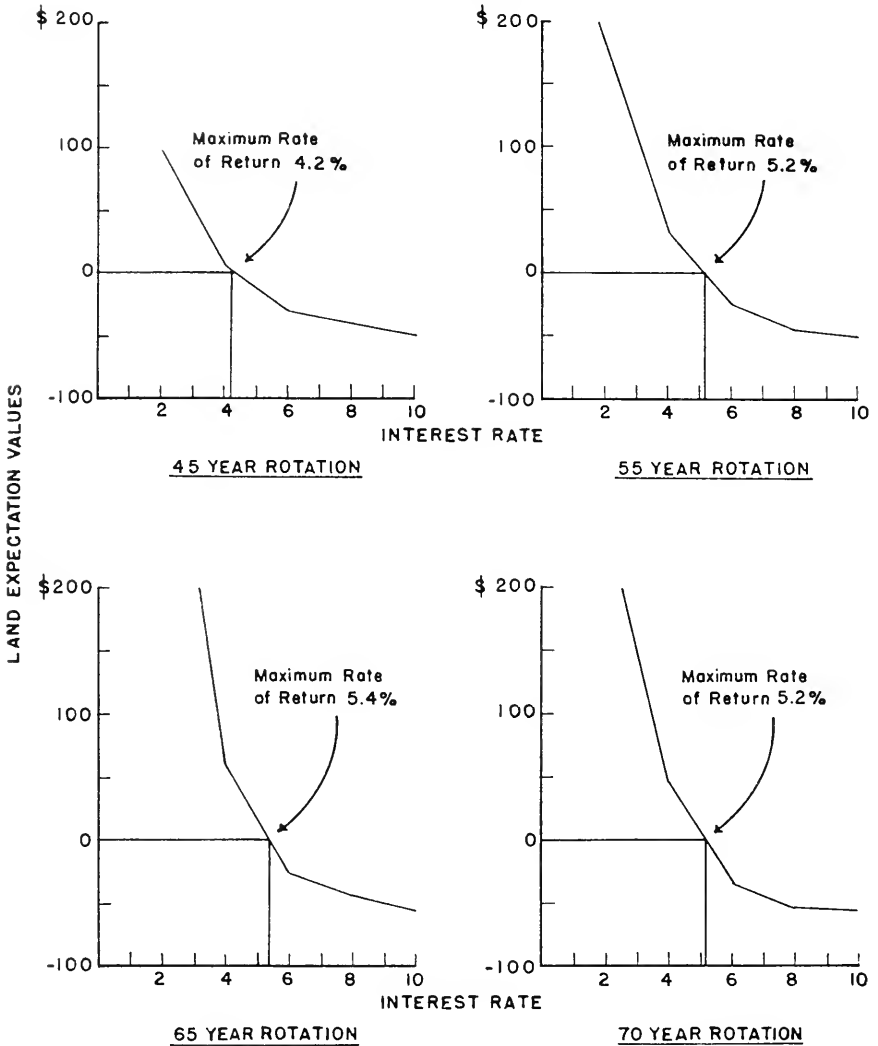 LAND EXPECTATION VALUES
$ 200
100
0
-100
Maximum Rate
of Return 4.2%
2 4 6 8 10
$ 200
100
0
-100
Maximum Rate
of Return 5.2%
2 4 6 8 10
INTEREST RATE
45 YEAR ROTATION
55 YEAR ROTATION
$200
100
0
-100
Maximum Rate
of Return 5.4%
2 4 6 8 10
$ 200
100
0
-100
Maximum Rate
of Return 5.2%
2 4 6 8 10
INTEREST RATE
65 YEAR ROTATION
70 YEAR ROTATION